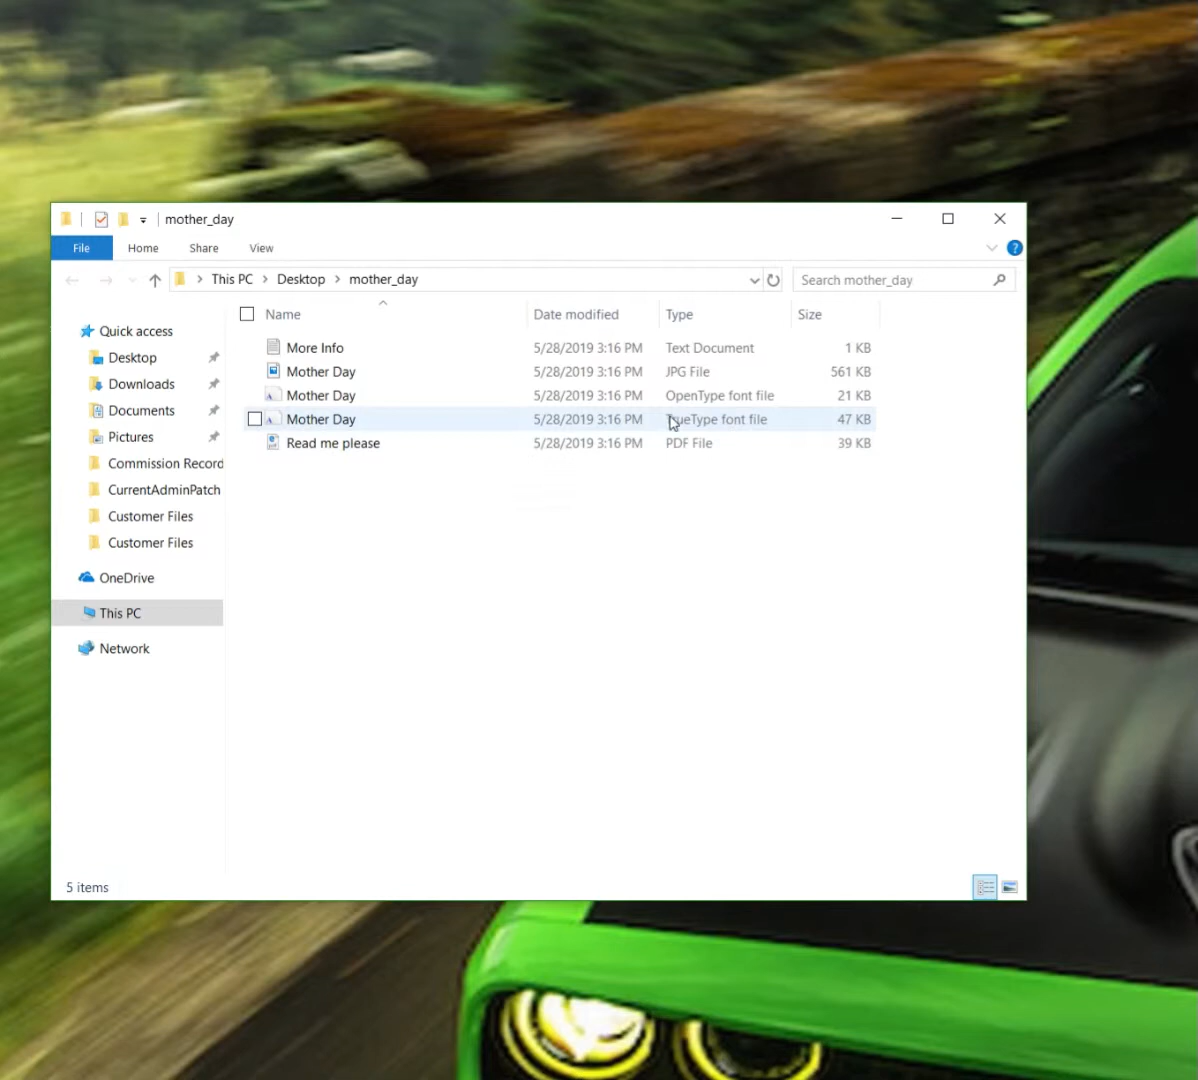 mother_day
File Home Share View
This PC Desktop mother_day Search mother_day
Name Date modified Type Size
Quick access
Desktop
Downloads
Documents
Pictures
Commission Record
CurrentAdminPatch
Customer Files
Customer Files
OneDrive
This PC
Network
More Info 5/28/2019 3:16 PM Text Document 1 KB
Mother Day 5/28/2019 3:16 PM JPG File 561 KB
Mother Day 5/28/2019 3:16 PM OpenType font file 21 KB
Mother Day 5/28/2019 3:16 PM TrueType font file 47 KB
Read me please 5/28/2019 3:16 PM PDF File 39 KB
5 items